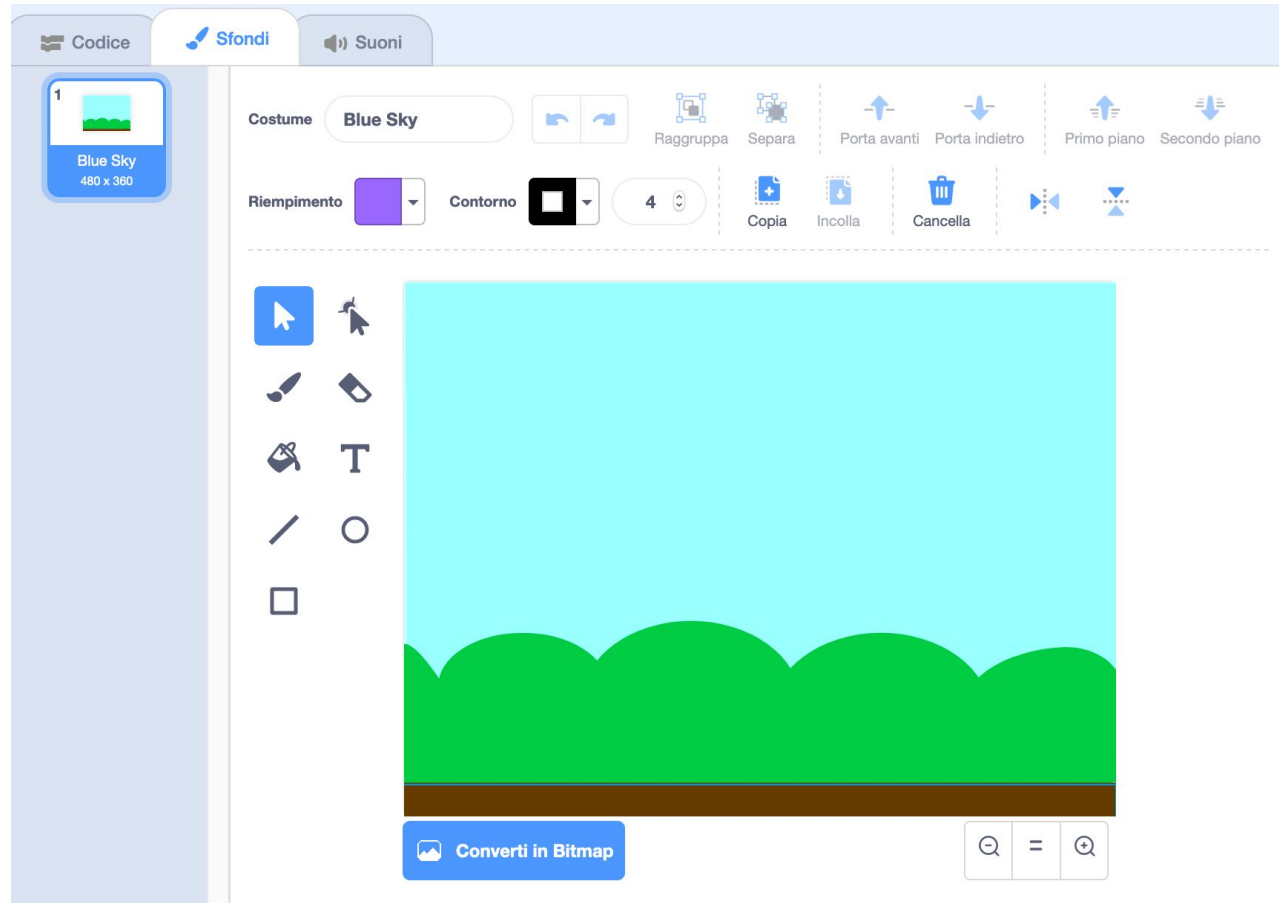 Codice
Sfondi
Suoni
1
Blue Sky
480 x 360
Costume
Blue Sky
Raggruppa
Separa
Porta avanti
Porta indietro
Primo piano
Secondo piano
Riempimento
Contorno
4
Copia
Incolla
Cancella
T
Converti in Bitmap
=